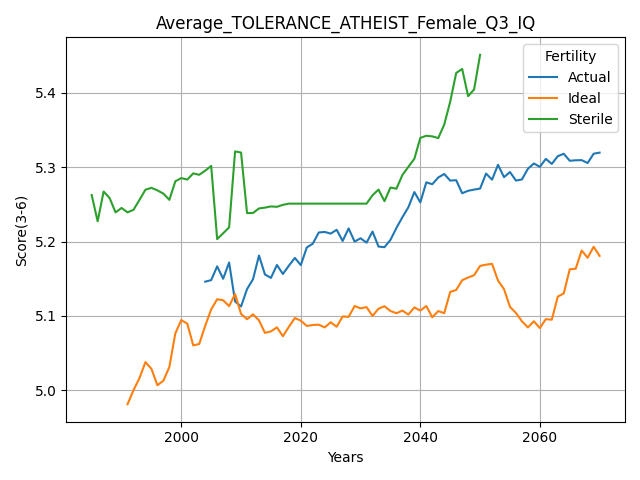 Average_TOLERANCE_ATHEIST_Female_Q3_IQ
Fertility
Actual
Ideal
Sterile
Score(3-6)
5.4
5.3
5.2
5.1
5.0
2000
2020
2040
2060
Years